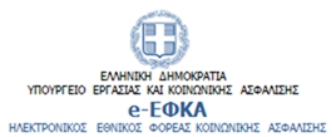 ΕΛΛΗΝΙΚΗ ΔΗΜΟΚΡΑΤΙΑ
ΥΠΟΥΡΓΕΙΟ ΕΡΓΑΣΙΑΣ ΚΑΙ ΚΟΙΝΩΝΙΚΗΣ ΑΣΦΑΛΙΣΗΣ
e-ΕΦΚΑ
ΗΛΕΚΤΡΟΝΙΚΟΣ ΕΘΝΙΚΟΣ ΦΟΡΕΑΣ ΚΟΙΝΩΝΙΚΗΣ ΑΣΦΑΛΙΣΗΣ